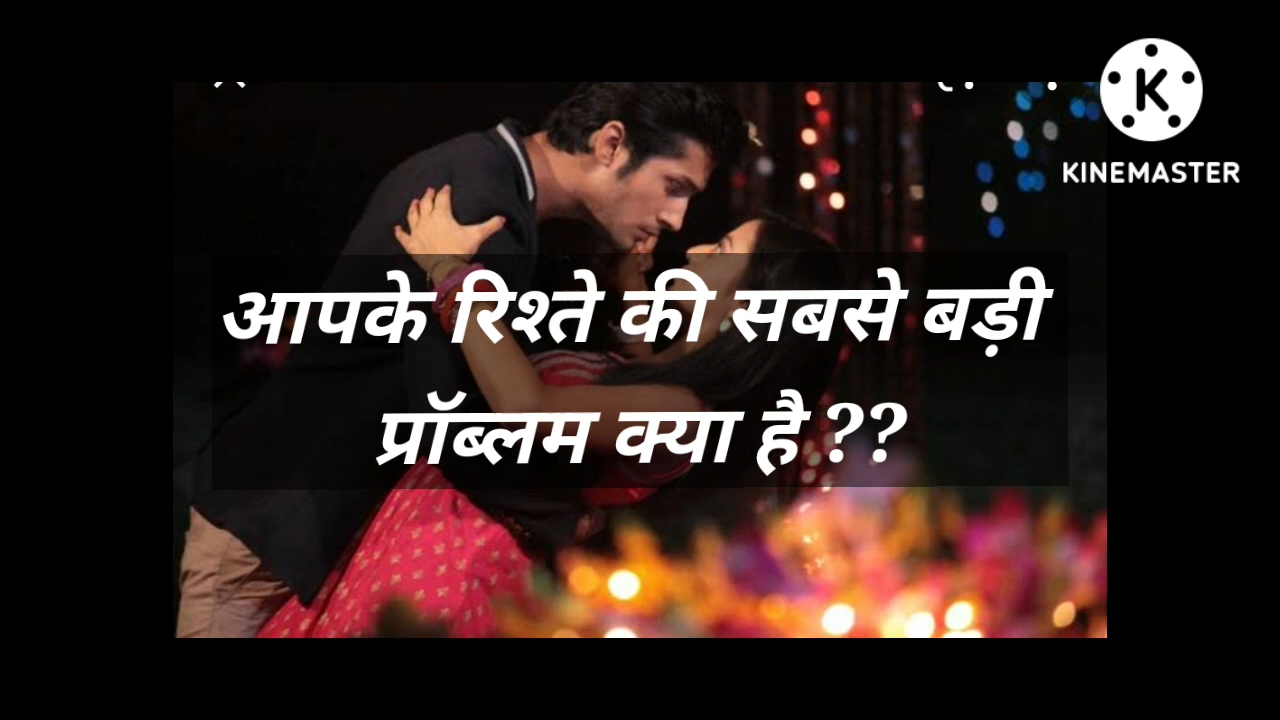 KINEMASTER
आपके रिश्ते की सबसे बड़ी
प्रॉब्लम क्या है ??